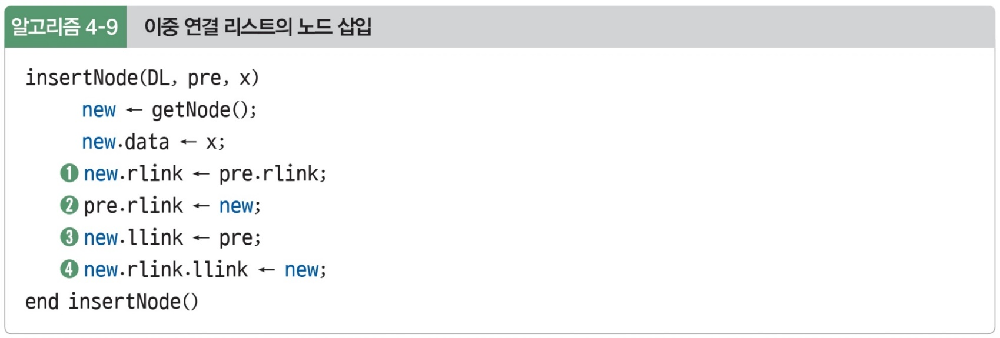 알고리즘 4-9 이중 연결 리스트의 노드 삽입
insertNode(DL, pre, x)
new ← getNode();
new.data ← x;
❶ new.rlink ← pre.rlink;
❷ pre.rlink ← new;
❸ new.llink ← pre;
❹ new.rlink.llink ← new;
end insertNode()